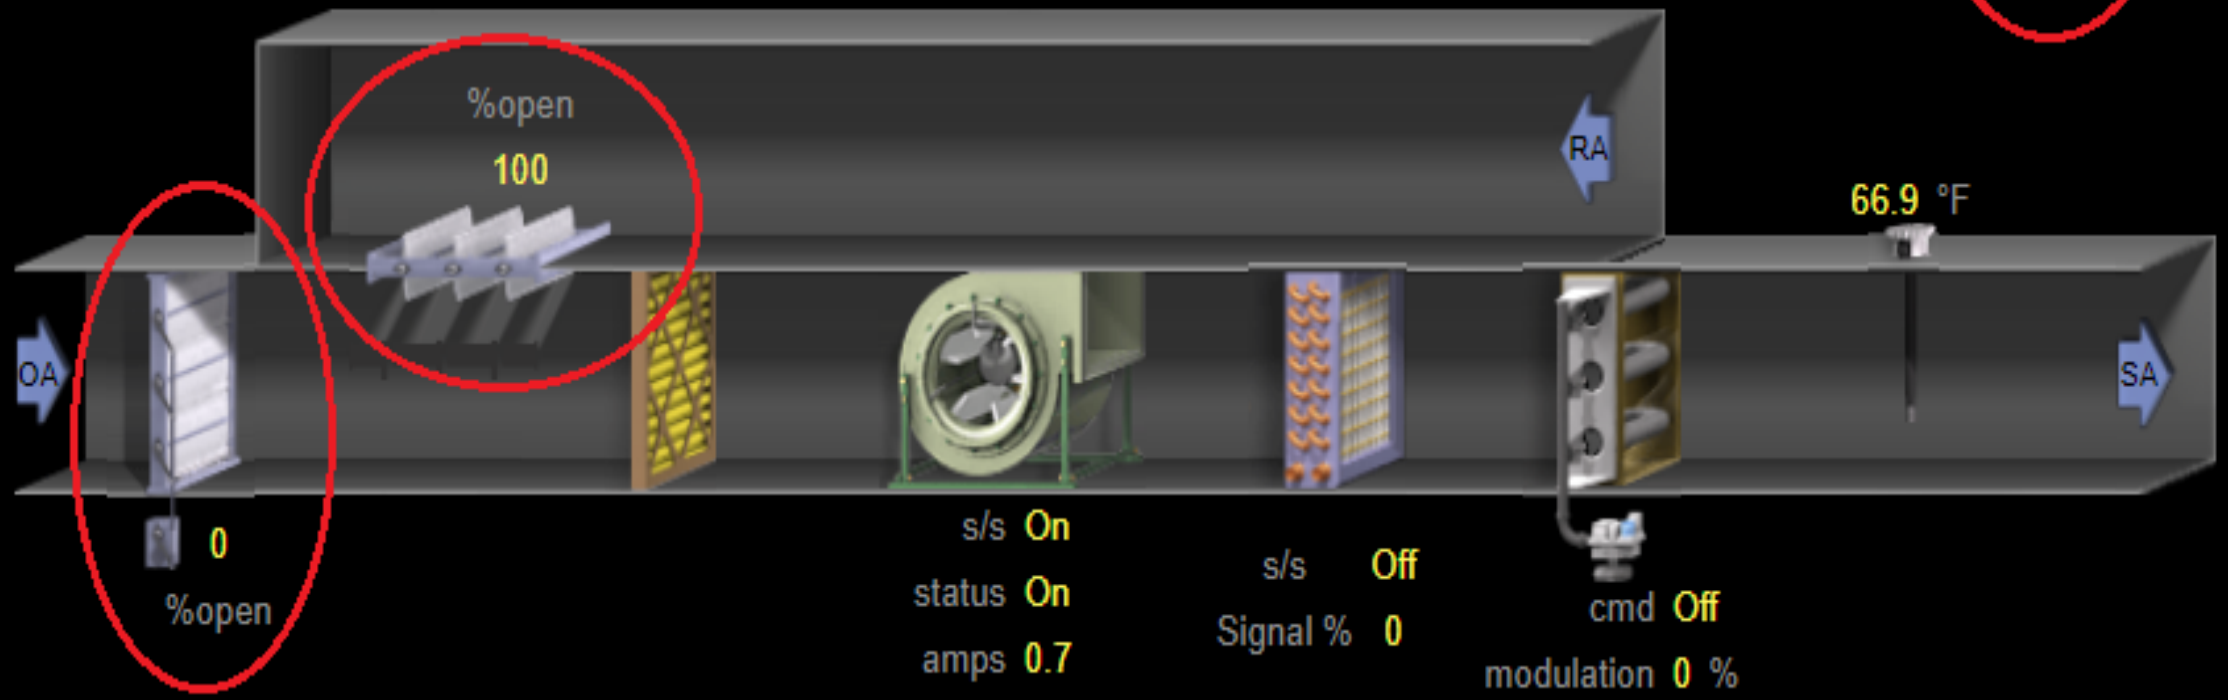 %open
100
RA
66.9 °F
OA
SA
0
%open
s/s On
status On
amps 0.7
s/s Off
Signal % 0
cmd Off
modulation 0 %